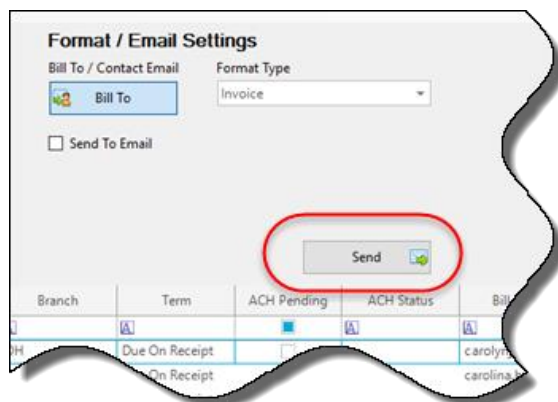 Format / Email Settings
Bill To / Contact Email Format Type
Bill To Invoice
Send To Email
Send
Branch Term ACH Pending ACH Status Bill
A A A
Due On Receipt
On Receipt